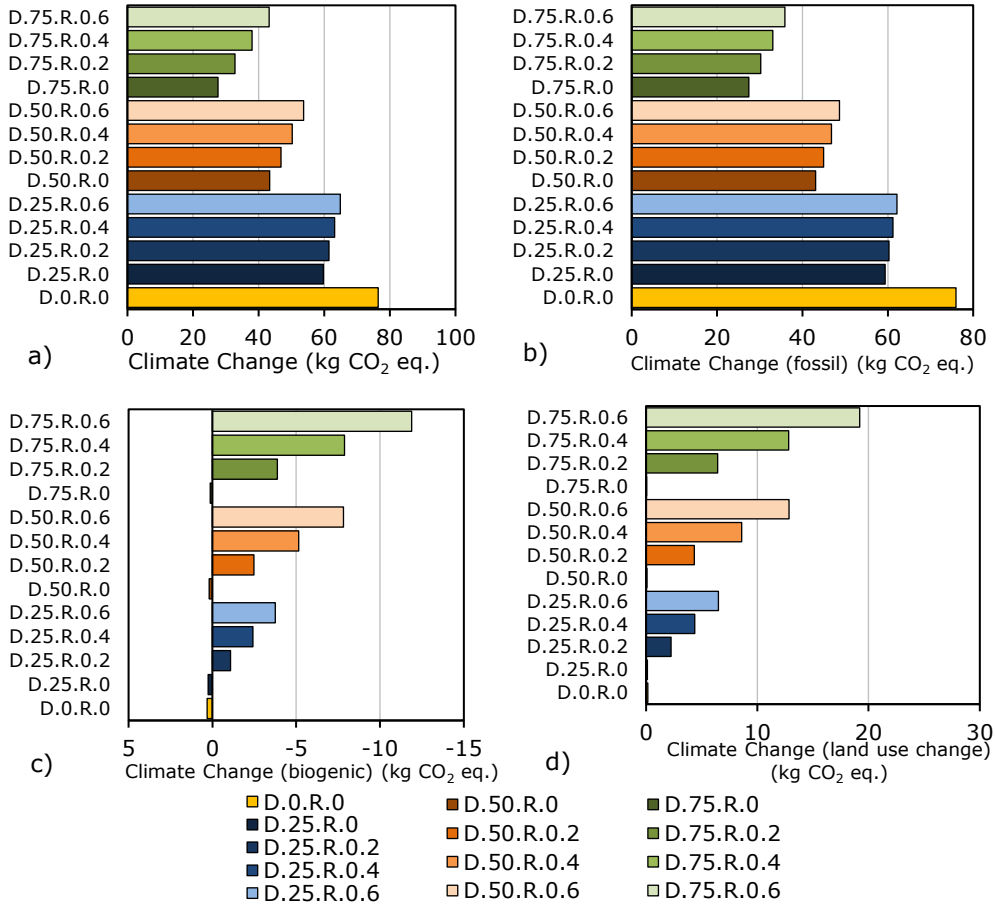 D.75.R.0.6
D.75.R.0.4
D.75.R.0.2
D.75.R.0
D.50.R.0.6
D.50.R.0.4
D.50.R.0.2
D.50.R.0
D.25.R.0.6
D.25.R.0.4
D.25.R.0.2
D.25.R.0
D.0.R.0
0 20 40 60 80 100
a)
Climate Change (kg CO₂ eq.)
D.75.R.0.6
D.75.R.0.4
D.75.R.0.2
D.75.R.0
D.50.R.0.6
D.50.R.0.4
D.50.R.0.2
D.50.R.0
D.25.R.0.6
D.25.R.0.4
D.25.R.0.2
D.25.R.0
D.0.R.0
0 20 40 60 80
b)
Climate Change (fossil) (kg CO₂ eq.)
D.75.R.0.6
D.75.R.0.4
D.75.R.0.2
D.75.R.0
D.50.R.0.6
D.50.R.0.4
D.50.R.0.2
D.50.R.0
D.25.R.0.6
D.25.R.0.4
D.25.R.0.2
D.25.R.0
D.0.R.0
5 0 -5 -10 -15
c)
Climate Change (biogenic) (kg CO₂ eq.)
D.75.R.0.6
D.75.R.0.4
D.75.R.0.2
D.75.R.0
D.50.R.0.6
D.50.R.0.4
D.50.R.0.2
D.50.R.0
D.25.R.0.6
D.25.R.0.4
D.25.R.0.2
D.25.R.0
D.0.R.0
0 10 20 30
d)
Climate Change (land use change)
(kg CO₂ eq.)
D.0.R.0
D.25.R.0
D.25.R.0.2
D.25.R.0.4
D.25.R.0.6
D.50.R.0
D.50.R.0.2
D.50.R.0.4
D.50.R.0.6
D.75.R.0
D.75.R.0.2
D.75.R.0.4
D.75.R.0.6